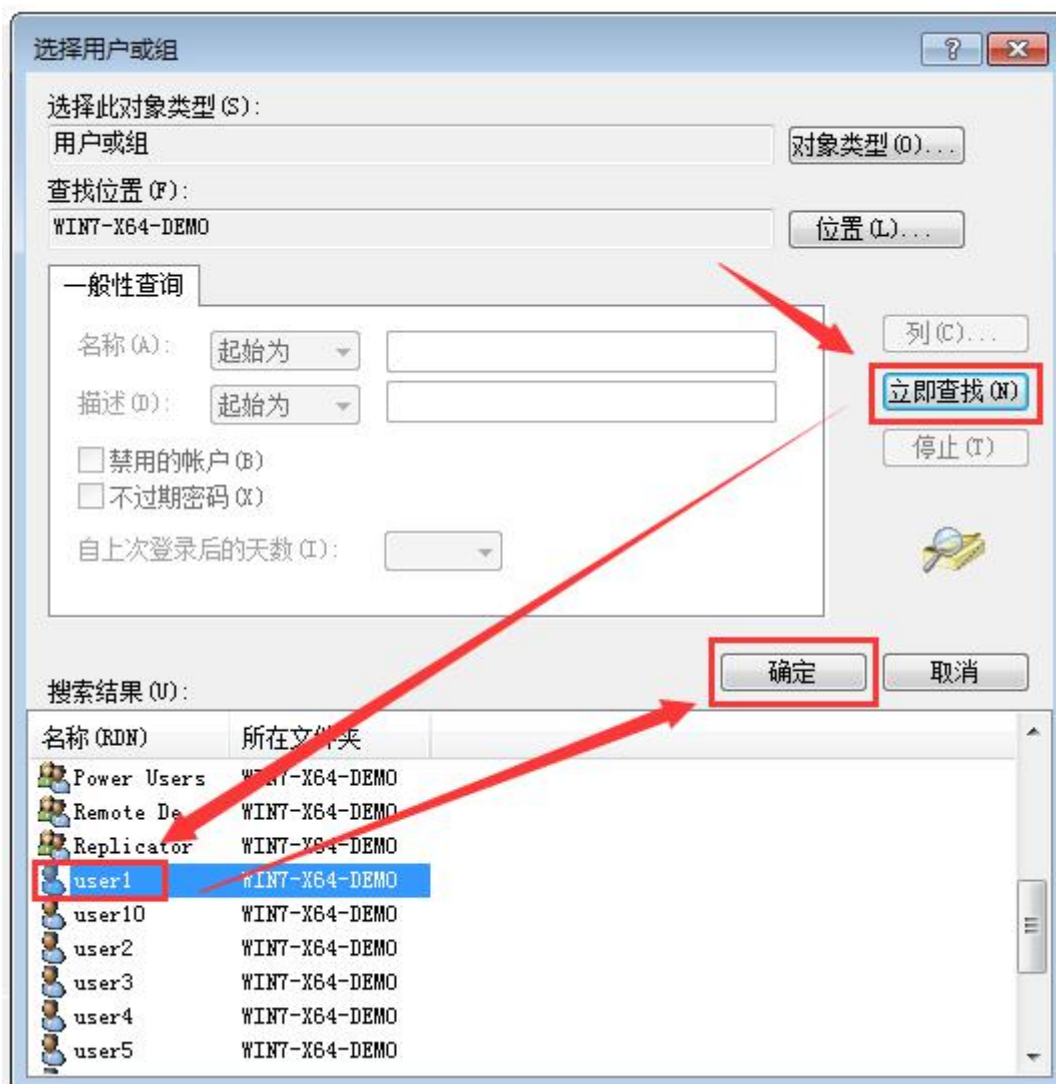 选择用户或组
选择此对象类型(S):
用户或组
对象类型(O)...
查找位置(F):
WIN7-X64-DEMO
位置(L)...
一般性查询
名称(A):
起始为
列(C)...
描述(D):
起始为
立即查找(N)
停止(T)
禁用的帐户(B)
不过期密码(X)
自上次登录后的天数(I):
确定
取消
搜索结果(U):
名称(RDN)
所在文件夹
Power Users WIN7-X64-DEMO
Remote De WIN7-X64-DEMO
Replicator WIN7-X64-DEMO
user1 WIN7-X64-DEMO
user10 WIN7-X64-DEMO
user2 WIN7-X64-DEMO
user3 WIN7-X64-DEMO
user4 WIN7-X64-DEMO
user5 WIN7-X64-DEMO